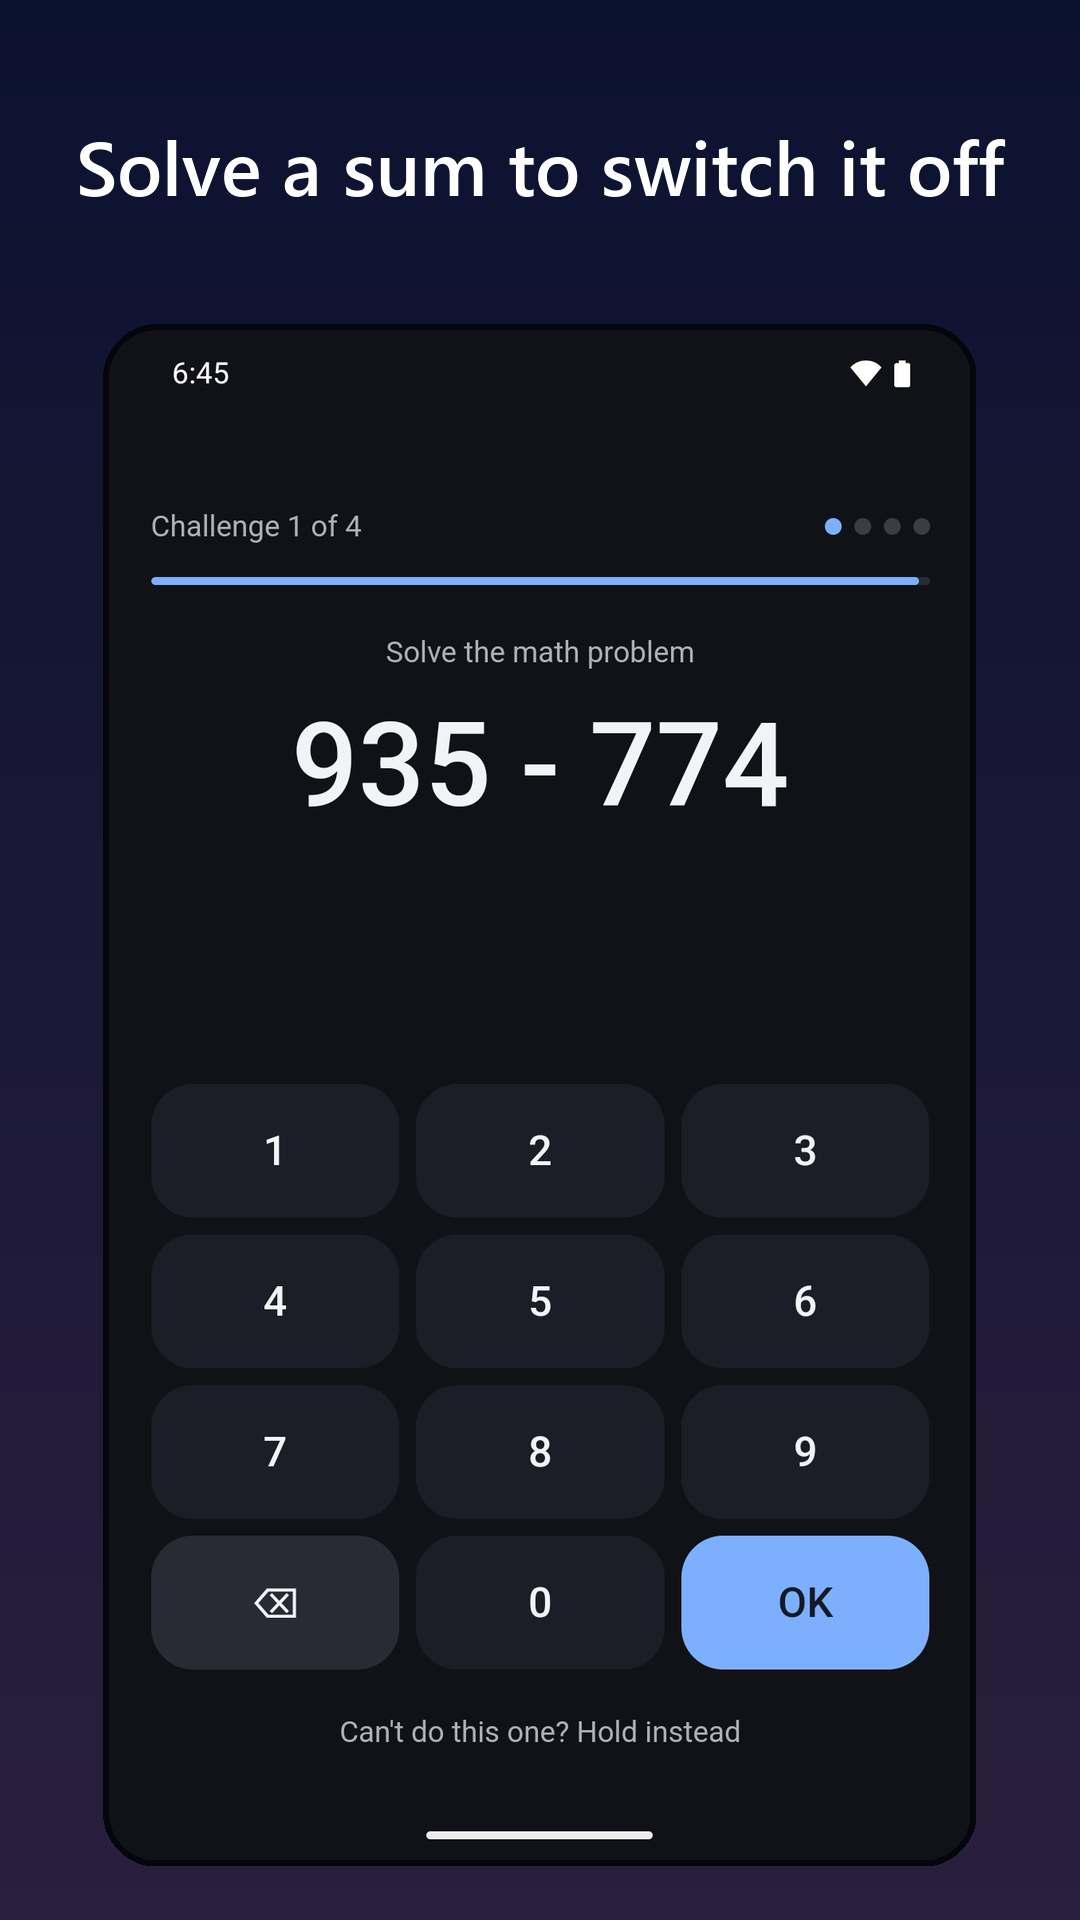 Solve a sum to switch it off
6:45
Challenge 1 of 4
Solve the math problem
935 - 774
1 2 3
4 5 6
7 8 9
0 OK
Can't do this one? Hold instead